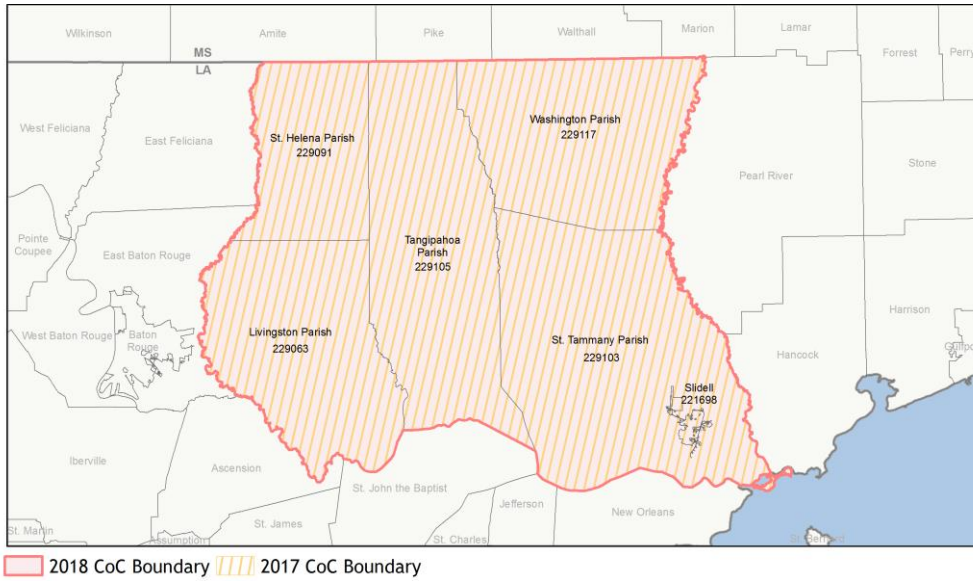 Wilkinson
Amite
Pike
Walthall
Marion
Lamar
Forrest
Perry
MS
LA
West Feliciana
East Feliciana
St. Helena Parish
229091
Washington Parish
229117
Pearl River
Stone
Pointe
Coupee
East Baton Rouge
Tangipahoa
Parish
229105
West Baton Rouge
Baton
Rouge
Livingston Parish
229063
St. Tammany Parish
229103
Hancock
Harrison
Gulfpo
Slidell
221698
Iberville
Ascension
St. John the Baptist
Jefferson
New Orleans
St. Martin
Assumption
St. James
St. Charles
St. Bernard
2018 CoC Boundary
2017 CoC Boundary